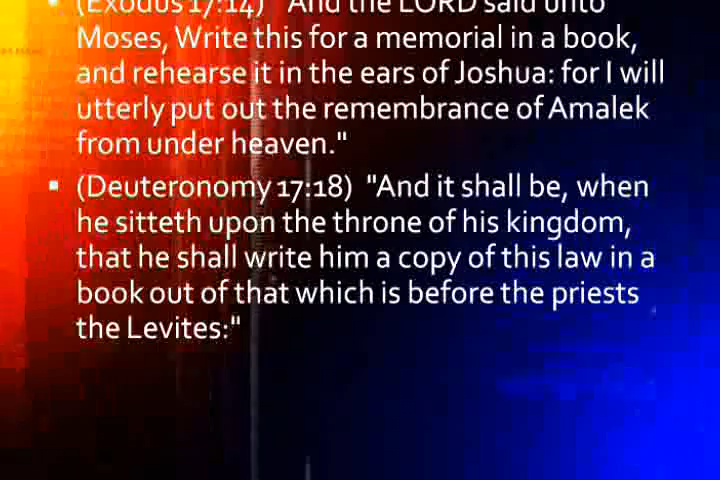 (Exodus 17:14) "And the LORD said unto
Moses, Write this for a memorial in a book,
and rehearse it in the ears of Joshua: for I will
utterly put out the remembrance of Amalek
from under heaven."
▪ (Deuteronomy 17:18) "And it shall be, when
he sitteth upon the throne of his kingdom,
that he shall write him a copy of this law in a
book out of that which is before the priests
the Levites:"